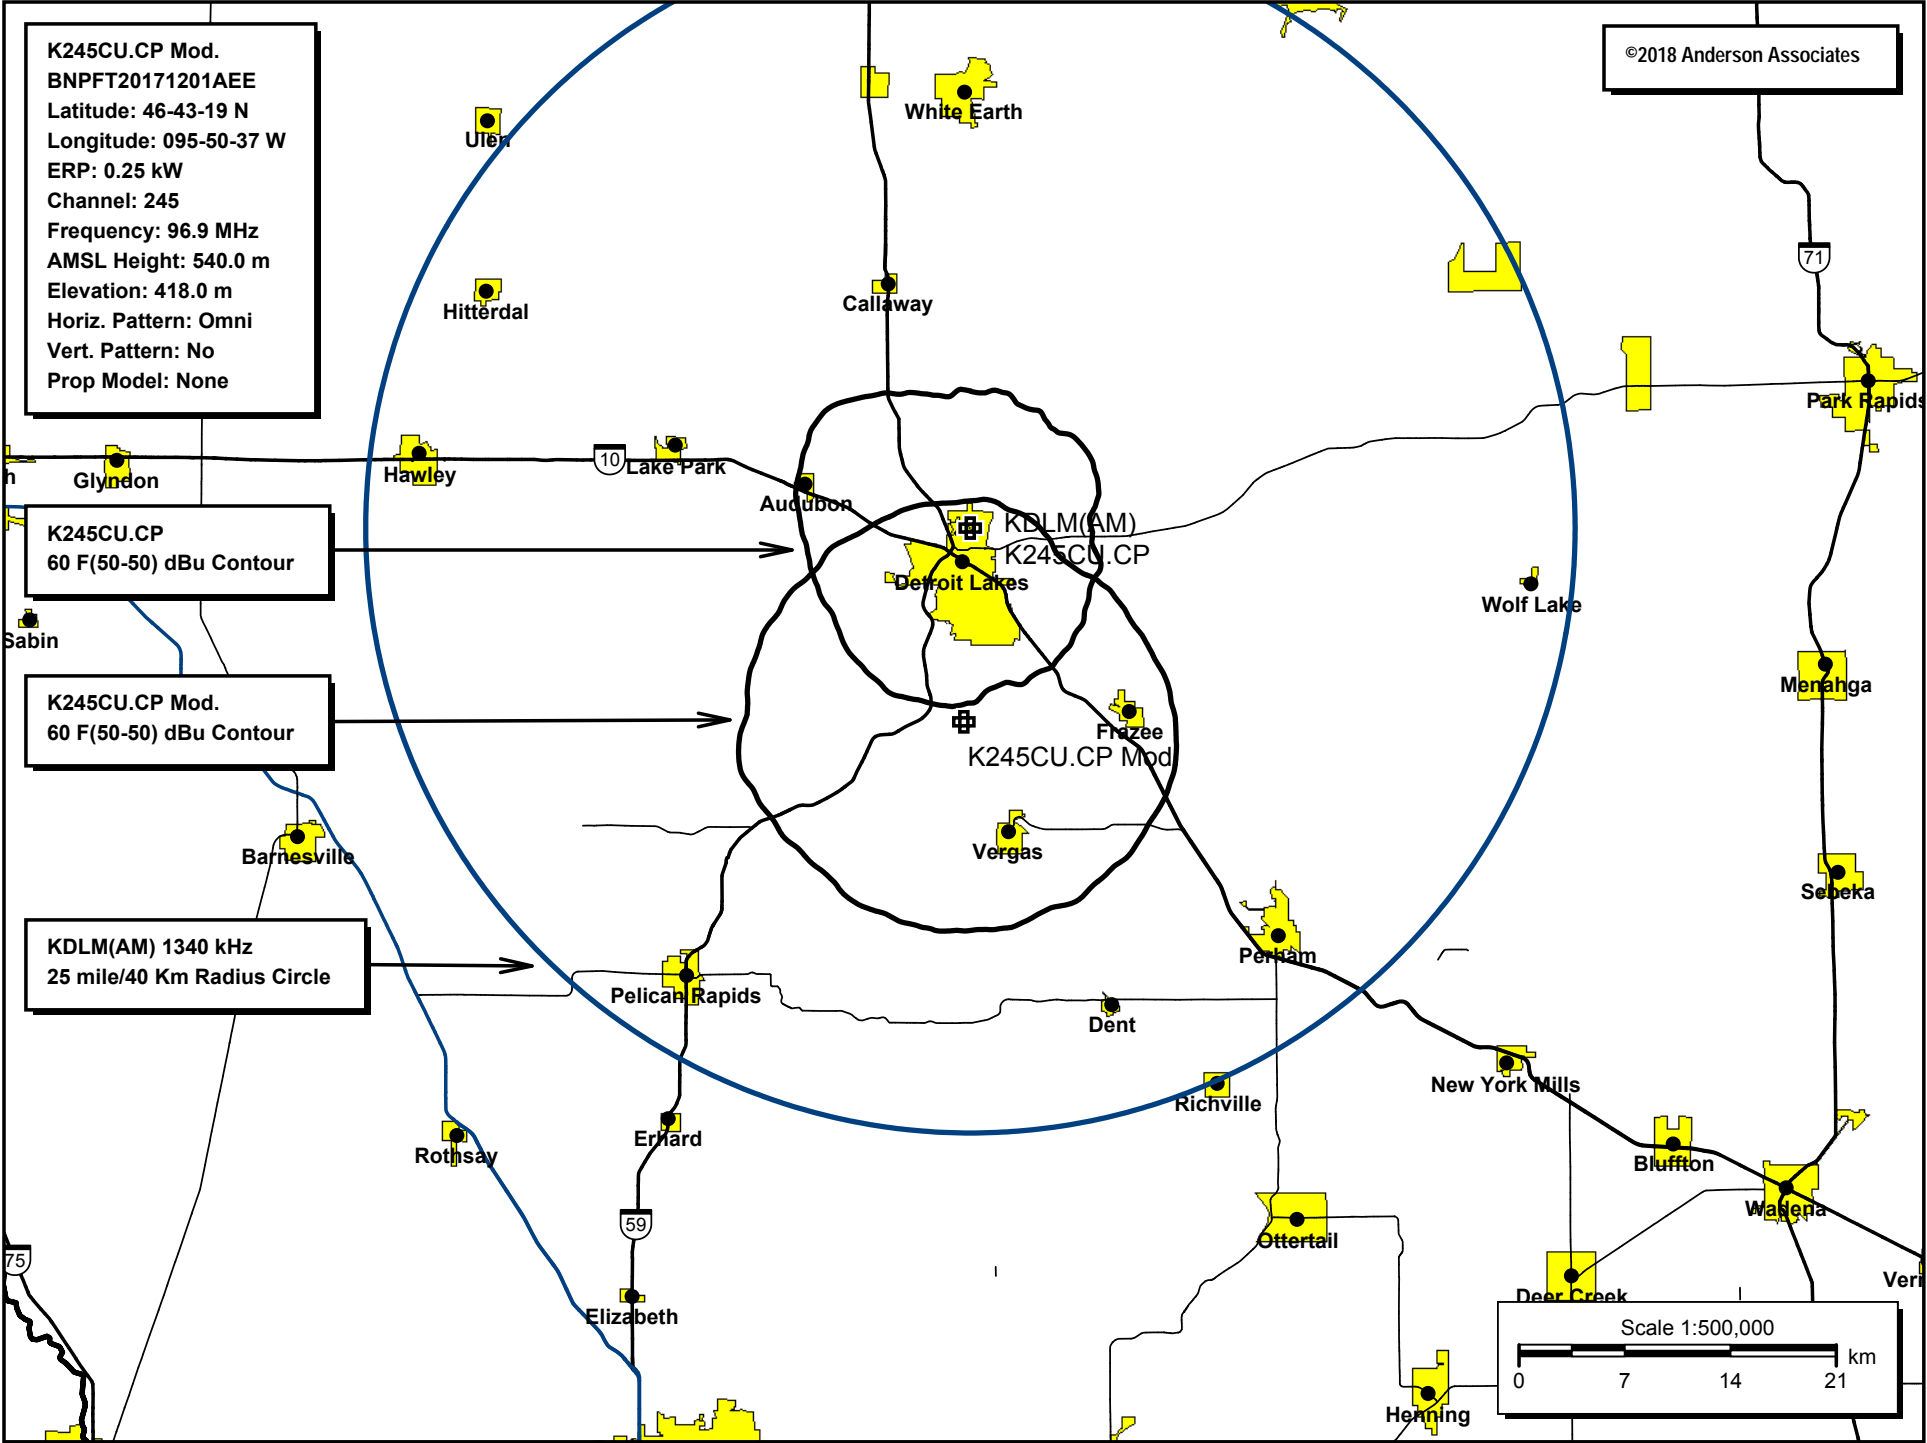 K245CU.CP Mod.
BNPFT20171201AEE
Latitude: 46-43-19 N
Longitude: 095-50-37 W
ERP: 0.25 kW
Channel: 245
Frequency: 96.9 MHz
AMSL Height: 540.0 m
Elevation: 418.0 m
Horiz. Pattern: Omni
Vert. Pattern: No
Prop Model: None
©2018 Anderson Associates
White Earth
Ulen
71
Hitterdal
Callaway
Park Rapids
10
Lake Park
Hawley
Glyndon
h
Audubon
KDLM(AM)
K245CU.CP
K245CU.CP
60 F(50-50) dBu Contour
Detroit Lakes
Wolf Lake
Sabin
Menahga
K245CU.CP Mod.
60 F(50-50) dBu Contour
Frazee
K245CU.CP Mod
Vergas
Barnesville
Sebeka
KDLM(AM) 1340 kHz
25 mile/40 Km Radius Circle
Perham
Pelican Rapids
Dent
New York Mills
Richville
Erhard
Rothsay
Bluffton
Wadena
59
Ottertail
75
Veri
Deer Creek
Elizabeth
Scale 1:500,000
km
0 7 14 21
Henning